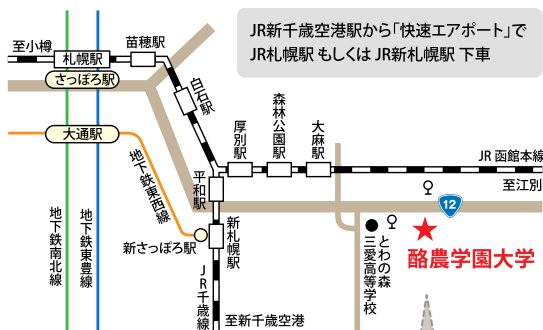 JR新千歳空港駅から「快速エアポート」で
JR札幌駅 もしくは JR新札幌駅 下車
至小樽
札幌駅
苗穂駅
さっぽろ駅
白石駅
大通駅
地下鉄東西線
厚別駅
森林公園駅
大麻駅
JR 函館本線
至江別
平和駅
12
地下鉄南北線
地下鉄東豊線
新さっぽろ駅
新札幌駅
とわの森
三愛高等学校
酪農学園大学
JR千歳線
至新千歳空港